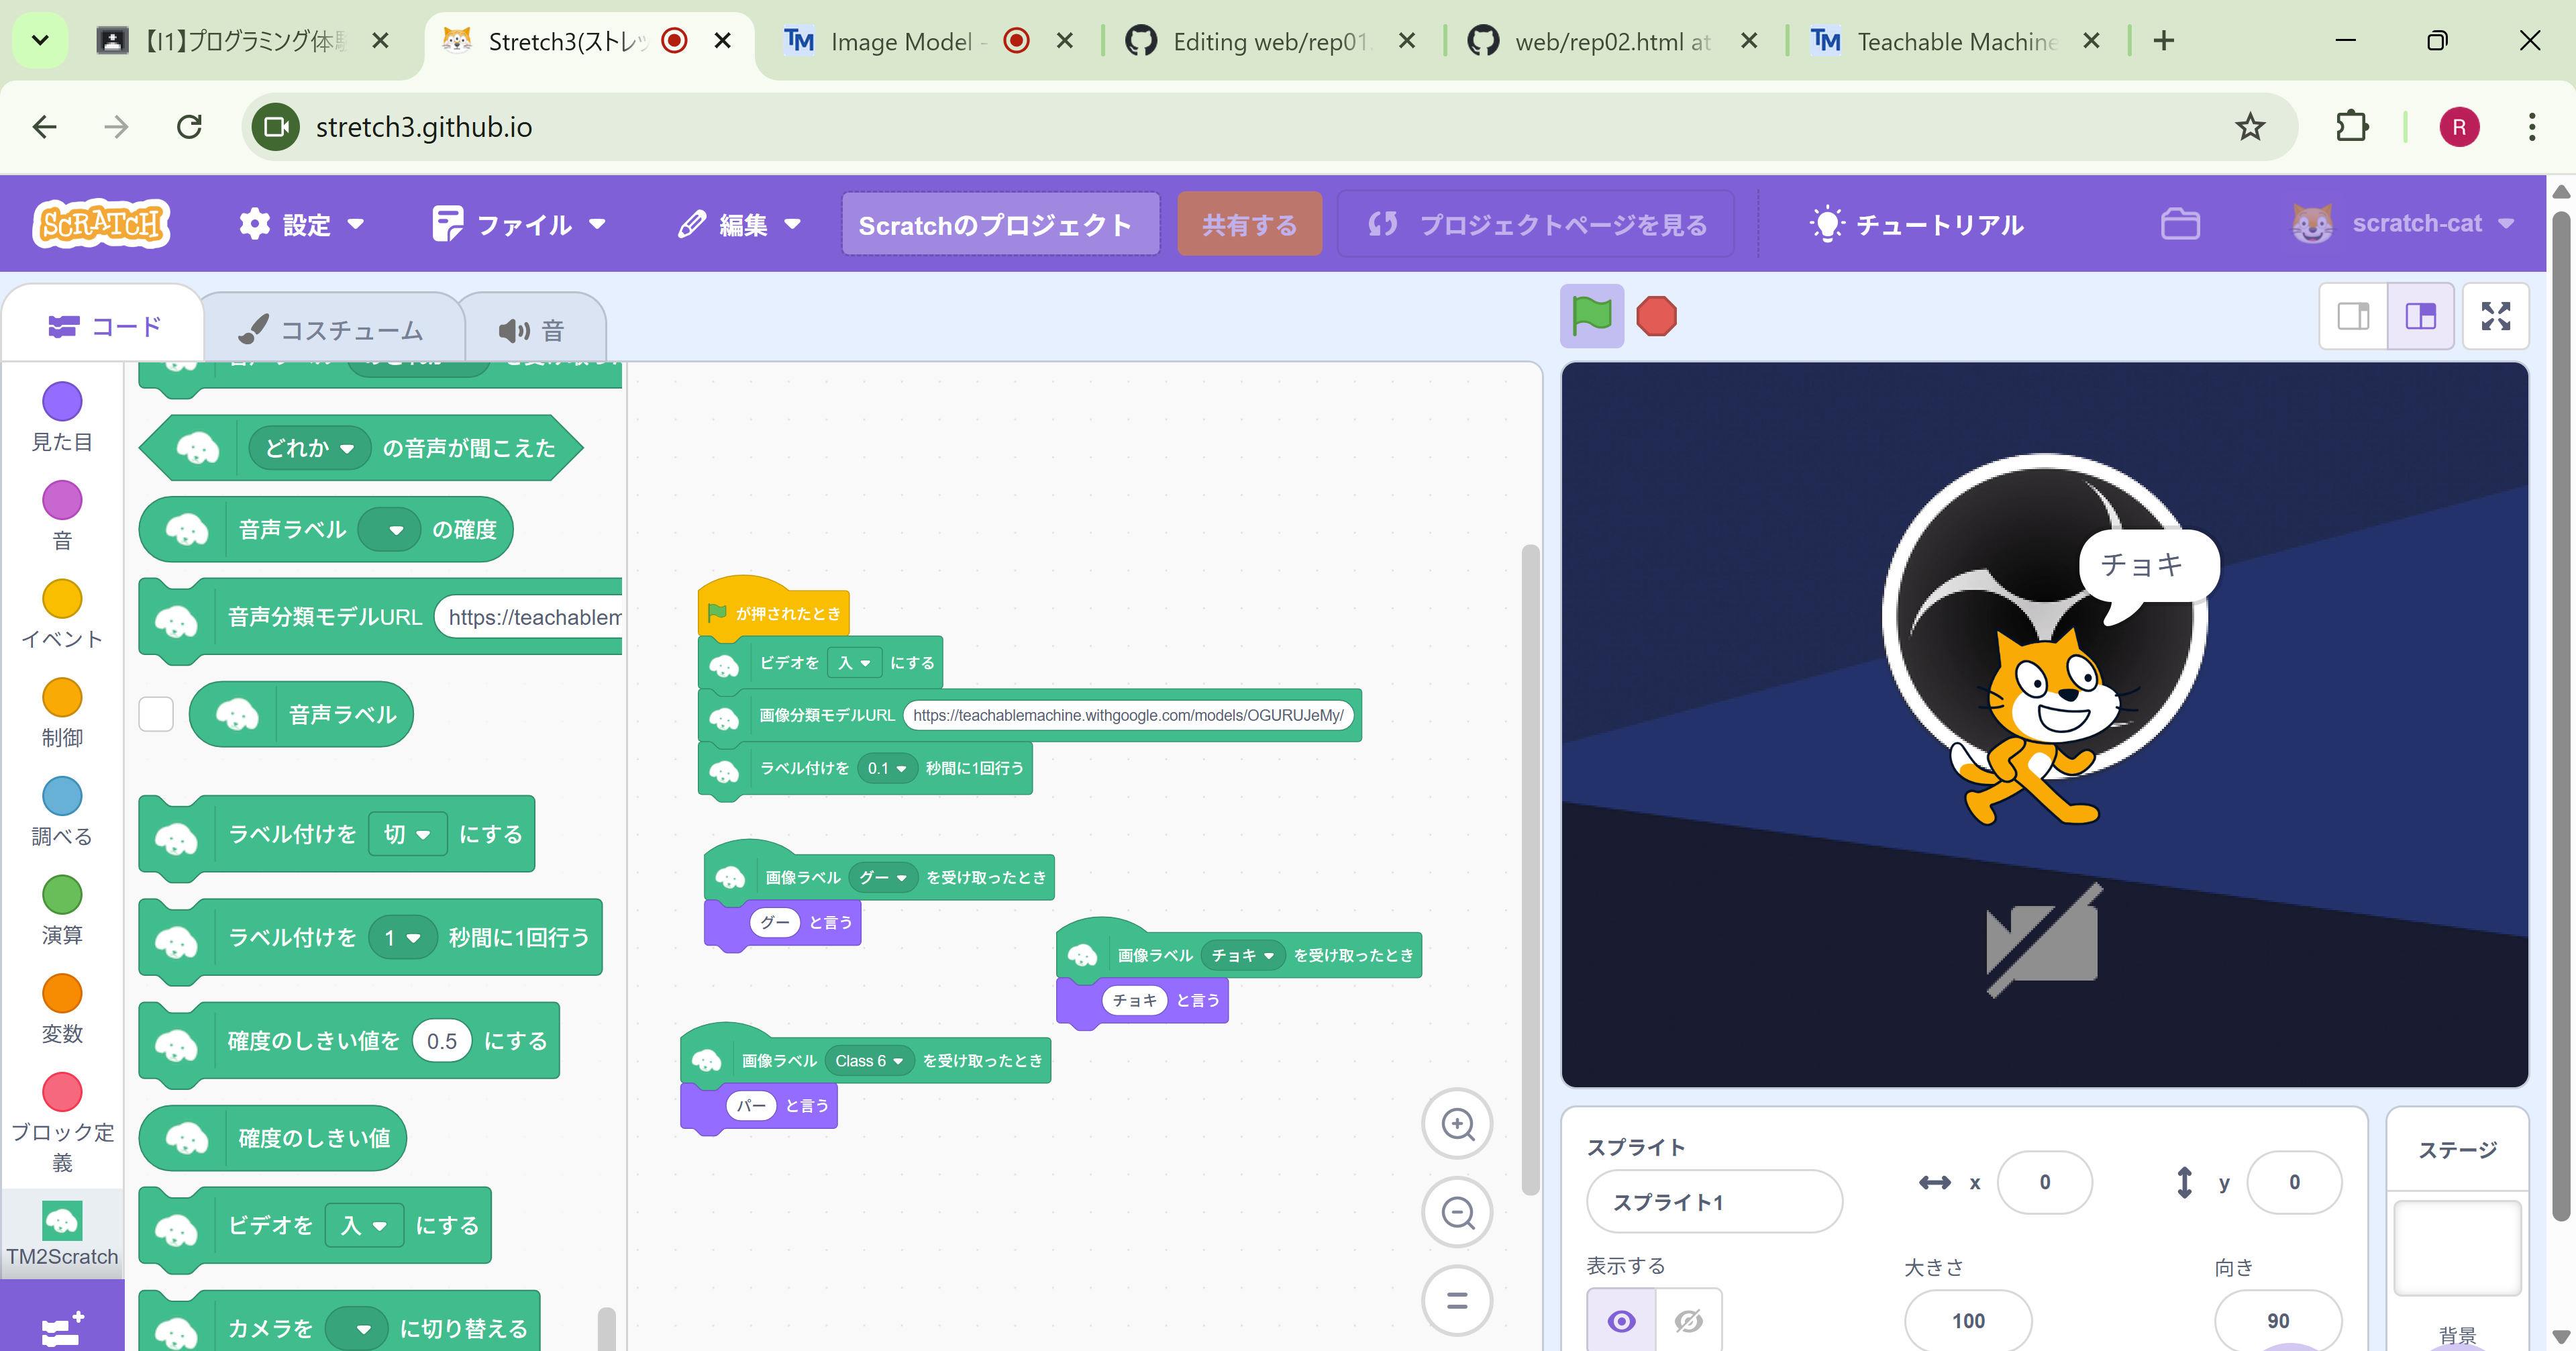 【I1】プログラミング体験
Stretch3(ストレッ
Image Model -
Editing web/rep01.
web/rep02.html at
Teachable Machine
stretch3.github.io
R
SCRATCH
設定
ファイル
編集
Scratchのプロジェクト
共有する
プロジェクトページを見る
チュートリアル
scratch-cat
コード
コスチューム
音
見た目
音
イベント
制御
調べる
演算
変数
ブロック定
義
TM2Scratch
どれか の音声が聞こえた
音声ラベル の確度
音声分類モデルURL https://teachablem
音声ラベル
ラベル付けを 切 にする
ラベル付けを 1 秒間に1回行う
確度のしきい値を 0.5 にする
確度のしきい値
ビデオを 入 にする
カメラを に切り替える
が押されたとき
ビデオを 入 にする
画像分類モデルURL https://teachablemachine.withgoogle.com/models/OGURUJeMy/
ラベル付けを 0.1 秒間に1回行う
画像ラベル グー を受け取ったとき
グー と言う
画像ラベル チョキ を受け取ったとき
チョキ と言う
画像ラベル Class 6 を受け取ったとき
パー と言う
チョキ
スプライト
スプライト1
x 0
y 0
表示する
大きさ
100
向き
90
ステージ
背景